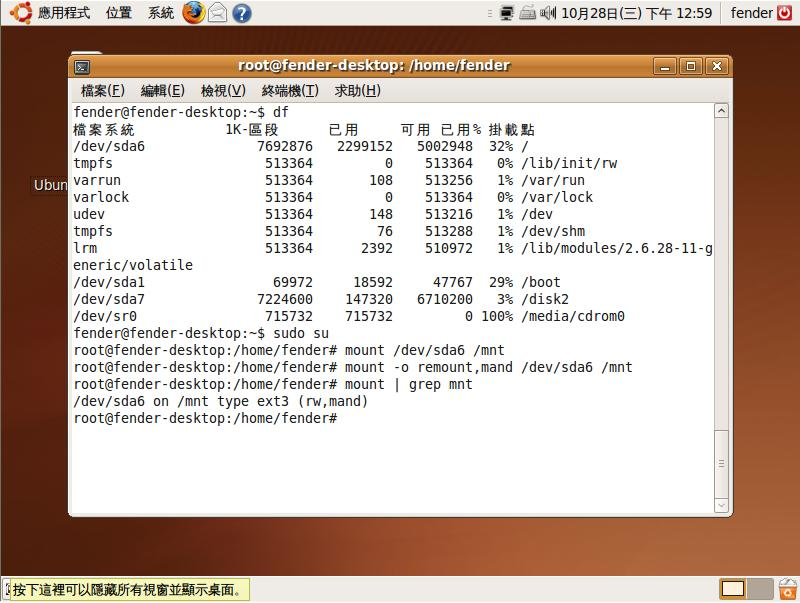 應用程式 位置 系統 10月28日(三) 下午 12:59 fender
root@fender-desktop: /home/fender
檔案(F) 編輯(E) 檢視(V) 終端機(T) 求助(H)
fender@fender-desktop:~$ df
檔案系統 1K-區段 已用 可用 已用% 掛載點
/dev/sda6 7692876 2299152 5002948 32% /
tmpfs 513364 0 513364 0% /lib/init/rw
varrun 513364 108 513256 1% /var/run
varlock 513364 0 513364 0% /var/lock
udev 513364 148 513216 1% /dev
tmpfs 513364 76 513288 1% /dev/shm
lrm 513364 2392 510972 1% /lib/modules/2.6.28-11-g
eneric/volatile
/dev/sda1 69972 18592 47767 29% /boot
/dev/sda7 7224600 147320 6710200 3% /disk2
/dev/sr0 715732 715732 0 100% /media/cdrom0
fender@fender-desktop:~$ sudo su
root@fender-desktop:/home/fender# mount /dev/sda6 /mnt
root@fender-desktop:/home/fender# mount -o remount,mand /dev/sda6 /mnt
root@fender-desktop:/home/fender# mount | grep mnt
/dev/sda6 on /mnt type ext3 (rw,mand)
root@fender-desktop:/home/fender#
Ubun
按下這裡可以隱藏所有視窗並顯示桌面。